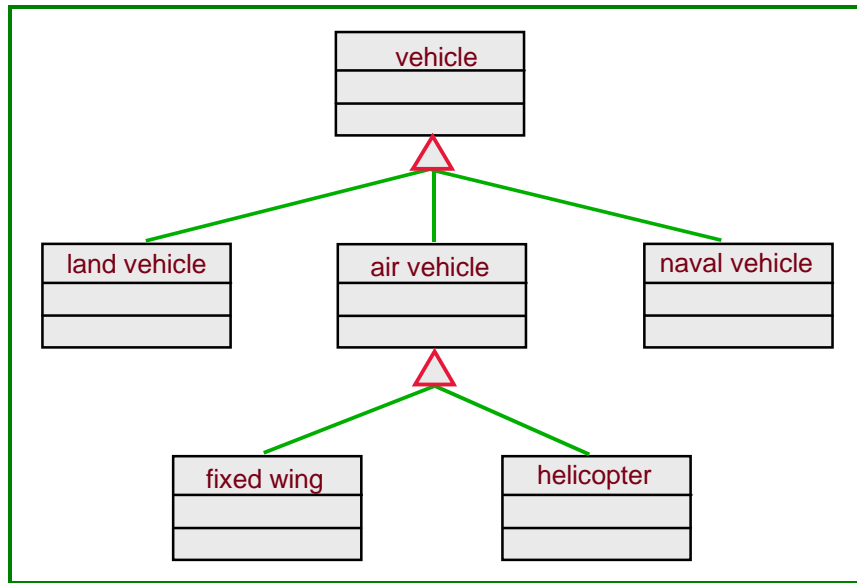 vehicle
land vehicle
air vehicle
naval vehicle
fixed wing
helicopter